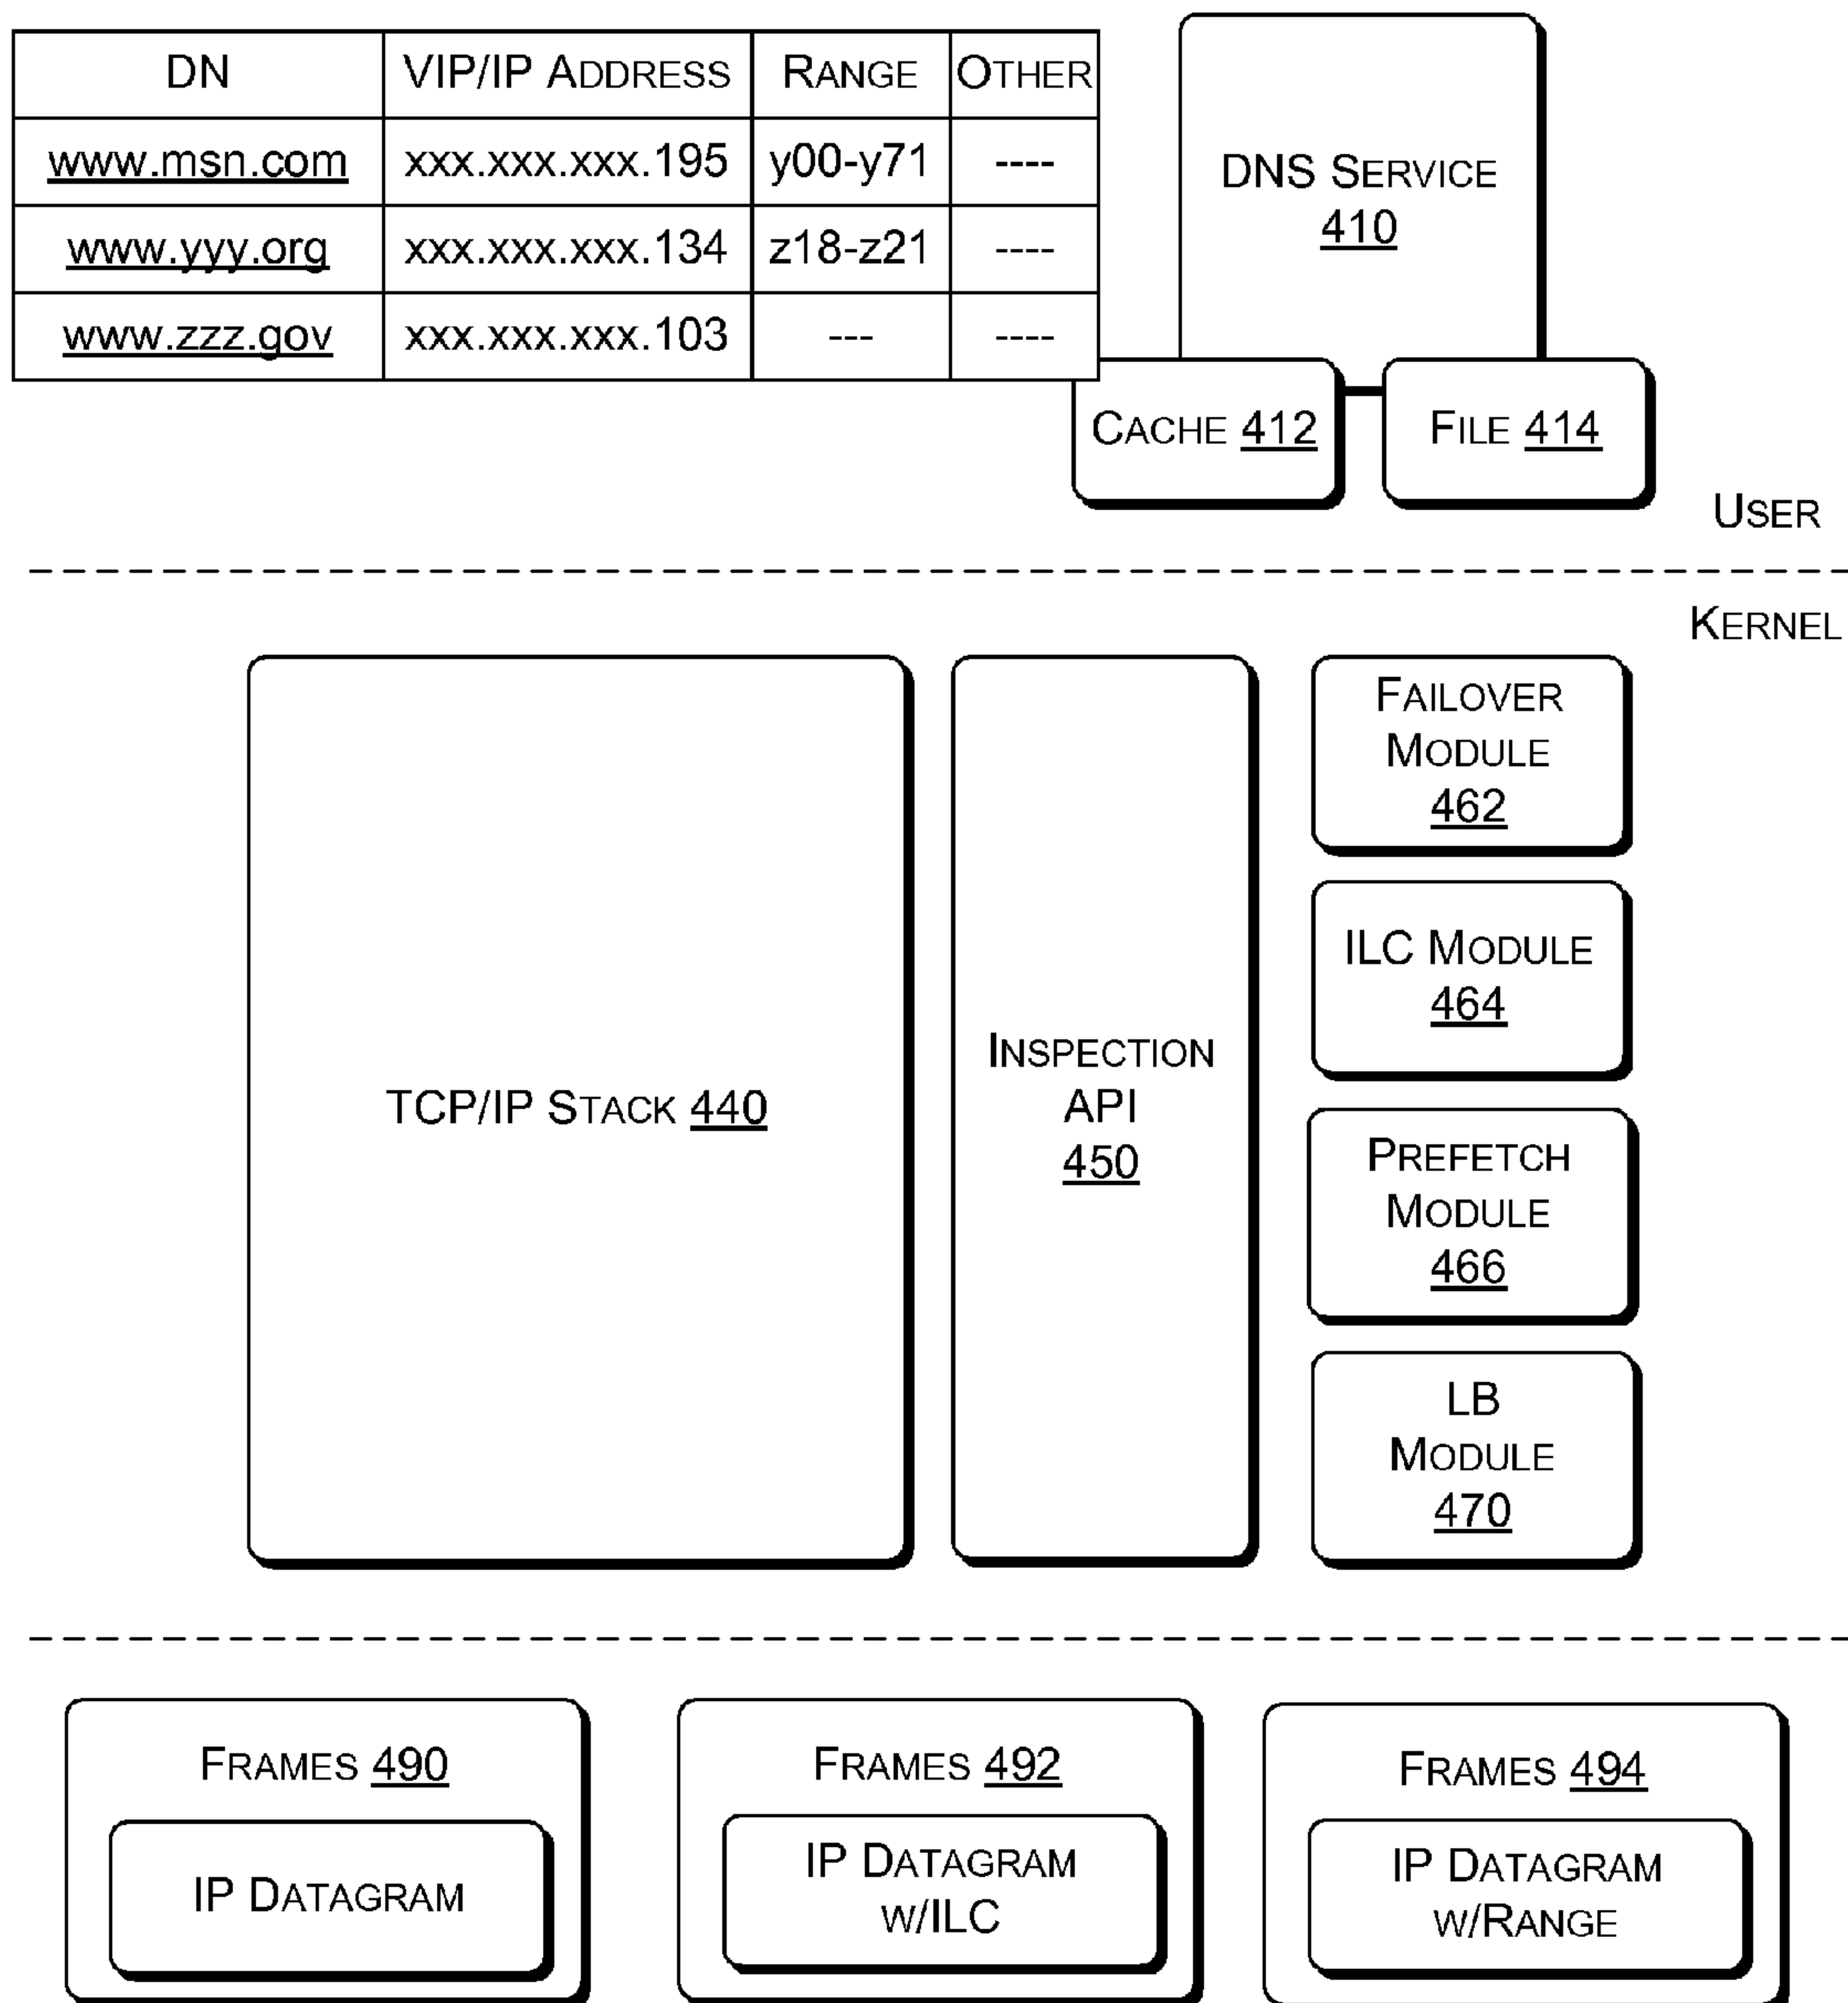 DN VIP/IP ADDRESS RANGE OTHER
www.msn.com xxx.xxx.xxx.195 y00-y71 ----
www.yyy.org xxx.xxx.xxx.134 z18-z21 ----
www.zzz.gov xxx.xxx.xxx.103 --- ----
DNS SERVICE
410
CACHE 412
FILE 414
USER
KERNEL
TCP/IP STACK 440
INSPECTION
API
450
FAILOVER
MODULE
462
ILC MODULE
464
PREFETCH
MODULE
466
LB
MODULE
470
FRAMES 490
IP DATAGRAM
FRAMES 492
IP DATAGRAM
W/ILC
FRAMES 494
IP DATAGRAM
W/RANGE